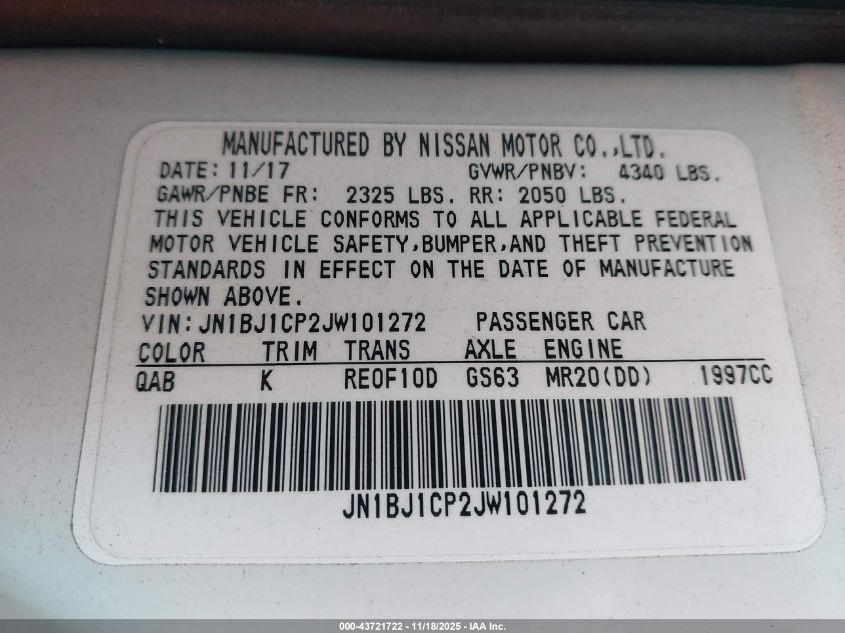 MANUFACTURED BY NISSAN MOTOR CO.,LTD.
DATE: 11/17 GVWR/PNBV: 4340 LBS.
GAWR/PNBE FR: 2325 LBS. RR: 2050 LBS.
THIS VEHICLE CONFORMS TO ALL APPLICABLE FEDERAL
MOTOR VEHICLE SAFETY,BUMPER,AND THEFT PREVENTION
STANDARDS IN EFFECT ON THE DATE OF MANUFACTURE
SHOWN ABOVE.
VIN: JN1BJ1CP2JW101272 PASSENGER CAR
COLOR TRIM TRANS AXLE ENGINE
QAB K RE0F10D GS63 MR20(DD) 1997CC
JN1BJ1CP2JW101272
000-43721722 - 11/18/2025 - IAA Inc.